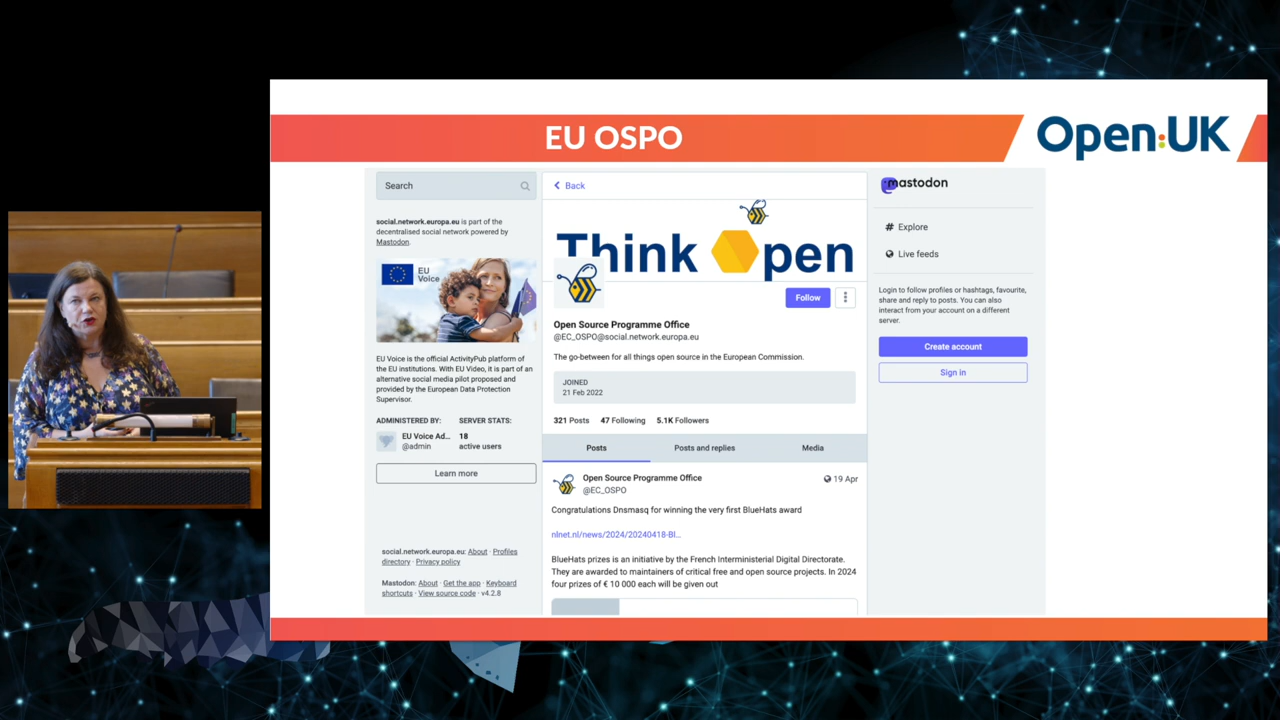 EU OSPO
Open:UK
Search
social.network.europa.eu is part of the
decentralised social network powered by
Mastodon.
EU
Voice
EU Voice is the official ActivityPub platform of
the EU institutions. With EU Video, it is part of an
alternative social media pilot proposed and
provided by the European Data Protection
Supervisor.
ADMINISTERED BY:
EU Voice Ad...
@admin
SERVER STATS:
18
active users
Learn more
social.network.europa.eu: About · Profiles
directory · Privacy policy
Mastodon: About · Get the app · Keyboard
shortcuts · View source code · v4.2.8
Back
Think Open
Follow
Open Source Programme Office
@EC_OSPO@social.network.europa.eu
The go-between for all things open source in the European Commission.
JOINED
21 Feb 2022
321 Posts 47 Following 5.1K Followers
Posts Posts and replies Media
Open Source Programme Office
@EC_OSPO
19 Apr
Congratulations Dnsmasq for winning the very first BlueHats award
nlnet.nl/news/2024/20240418-Bl...
BlueHats prizes is an initiative by the French Interministerial Digital Directorate.
They are awarded to maintainers of critical free and open source projects. In 2024
four prizes of € 10 000 each will be given out
mastodon
# Explore
Live feeds
Login to follow profiles or hashtags, favourite,
share and reply to posts. You can also
interact from your account on a different
server.
Create account
Sign in